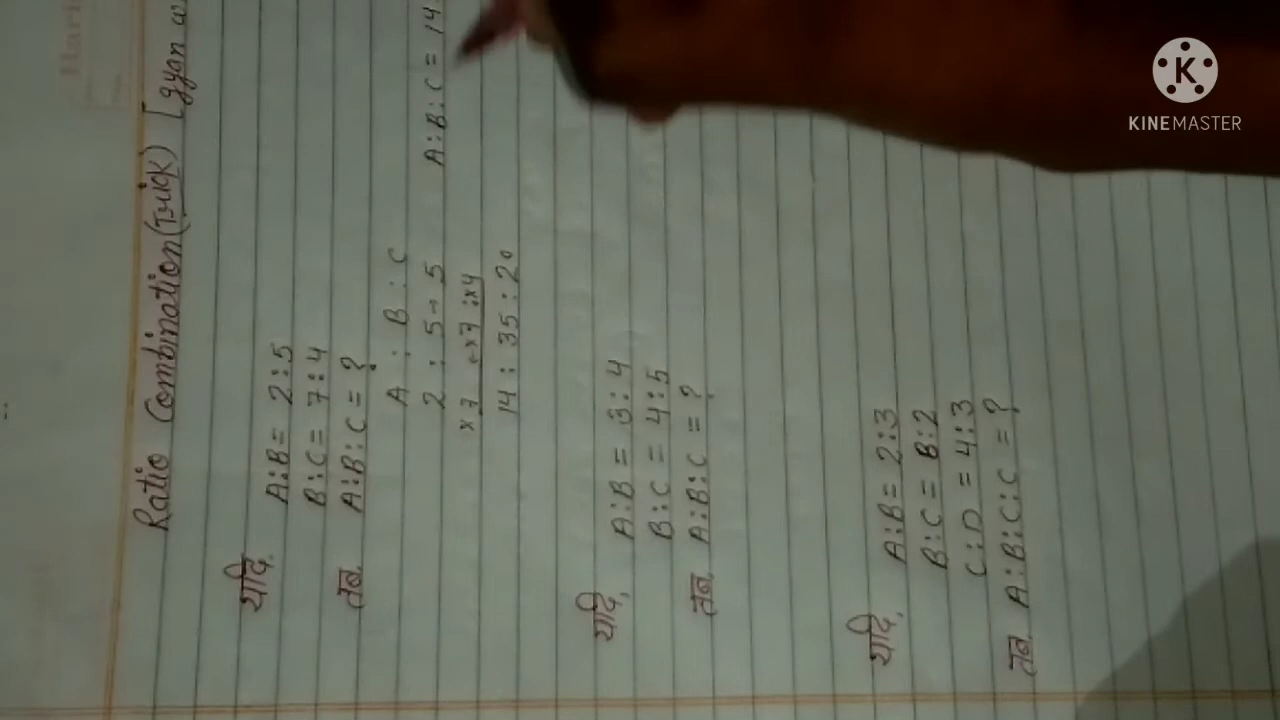 Ratio Combination (Trick) [gyan
यदि, A:B = 2:5
B:C = 7:4
तब, A:B:C = ?
A : B : C
2 : 5 → 5
×7 ←×7 :×4
14 : 35 : 20
A:B:C = 14
यदि, A:B = 3:4
B:C = 4:5
तब, A:B:C = ?
यदि, A:B = 2:3
B:C = B:2
C:D = 4:3
तब, A:B:C:C = ?
KINEMASTER